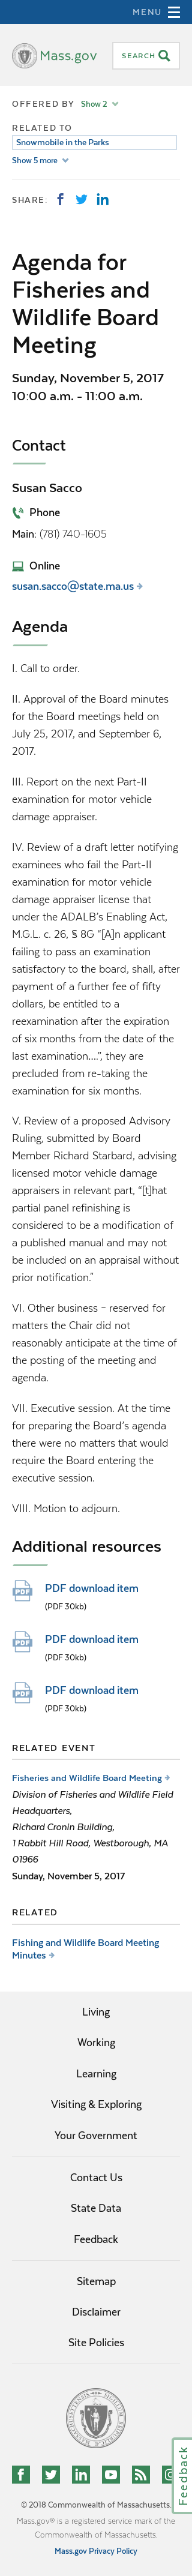 MENU
Mass.gov
SEARCH
OFFERED BY Show 2
RELATED TO
Snowmobile in the Parks
Show 5 more
SHARE:
Agenda for
Fisheries and
Wildlife Board
Meeting
Sunday, November 5, 2017
10:00 a.m. - 11:00 a.m.
Contact
Susan Sacco
Phone
Main: (781) 740-1605
Online
susan.sacco@state.ma.us
Agenda
I. Call to order.
II. Approval of the Board minutes
for the Board meetings held on
July 25, 2017, and September 6,
2017.
III. Report on the next Part-II
examination for motor vehicle
damage appraiser.
IV. Review of a draft letter notifying
examinees who fail the Part-II
examination for motor vehicle
damage appraiser license that
under the ADALB's Enabling Act,
M.G.L. c. 26, § 8G "[A]n applicant
failing to pass an examination
satisfactory to the board, shall, after
payment of a further fee of fifty
dollars, be entitled to a
reexamination after the expiration
of six months from the date of the
last examination….", they are
precluded from re-taking the
examination for six months.
V. Review of a proposed Advisory
Ruling, submitted by Board
Member Richard Starbard, advising
licensed motor vehicle damage
appraisers in relevant part, "[t]hat
partial panel refinishing is
considered to be a modification of
a published manual and may not
be included on an appraisal without
prior negotiation."
VI. Other business – reserved for
matters the Chair did not
reasonably anticipate at the time of
the posting of the meeting and
agenda.
VII. Executive session. At the time
for preparing the Board's agenda
there were no matters that would
require the Board entering the
executive session.
VIII. Motion to adjourn.
Additional resources
PDF
PDF download item
(PDF 30kb)
PDF
PDF download item
(PDF 30kb)
PDF
PDF download item
(PDF 30kb)
RELATED EVENT
Fisheries and Wildlife Board Meeting
Division of Fisheries and Wildlife Field
Headquarters,
Richard Cronin Building,
1 Rabbit Hill Road, Westborough, MA
01966
Sunday, November 5, 2017
RELATED
Fishing and Wildlife Board Meeting
Minutes
Living
Working
Learning
Visiting & Exploring
Your Government
Contact Us
State Data
Feedback
Sitemap
Disclaimer
Site Policies
Feedback
© 2018 Commonwealth of Massachusetts.
Mass.gov® is a registered service mark of the
Commonwealth of Massachusetts.
Mass.gov Privacy Policy